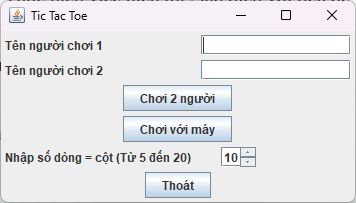 Tic Tac Toe
Tên người chơi 1
Tên người chơi 2
Chơi 2 người
Chơi với máy
Nhập số dòng = cột (Từ 5 đến 20) 10
Thoát